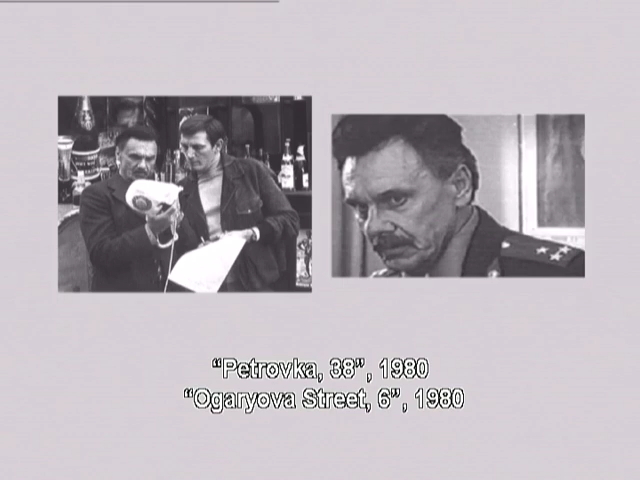 “Petrovka, 38”, 1980
“Ogaryova Street, 6”, 1980